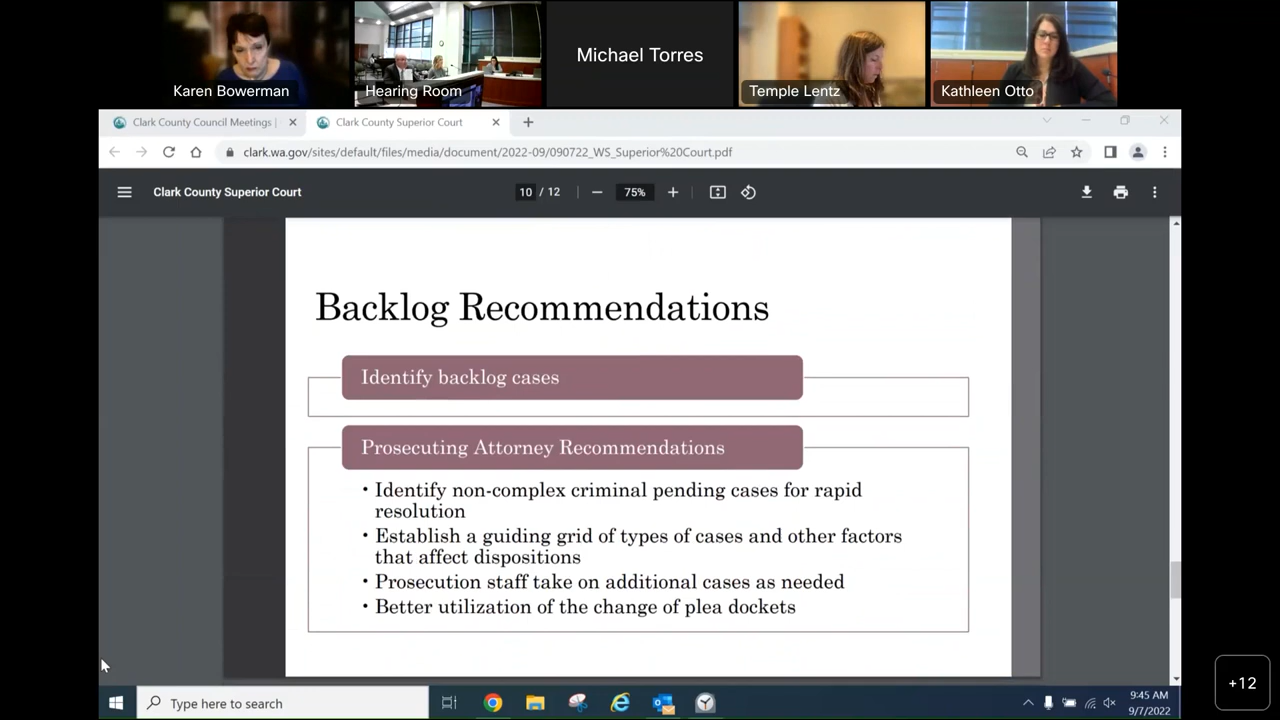 Karen Bowerman
Hearing Room
Michael Torres
Temple Lentz
Kathleen Otto
Clark County Council Meetings |
Clark County Superior Court
clark.wa.gov/sites/default/files/media/document/2022-09/090722_WS_Superior%20Court.pdf
Clark County Superior Court
10 / 12
75%
Backlog Recommendations
Identify backlog cases
Prosecuting Attorney Recommendations
• Identify non-complex criminal pending cases for rapid
resolution
• Establish a guiding grid of types of cases and other factors
that affect dispositions
• Prosecution staff take on additional cases as needed
• Better utilization of the change of plea dockets
+12
Type here to search
9:45 AM
9/7/2022